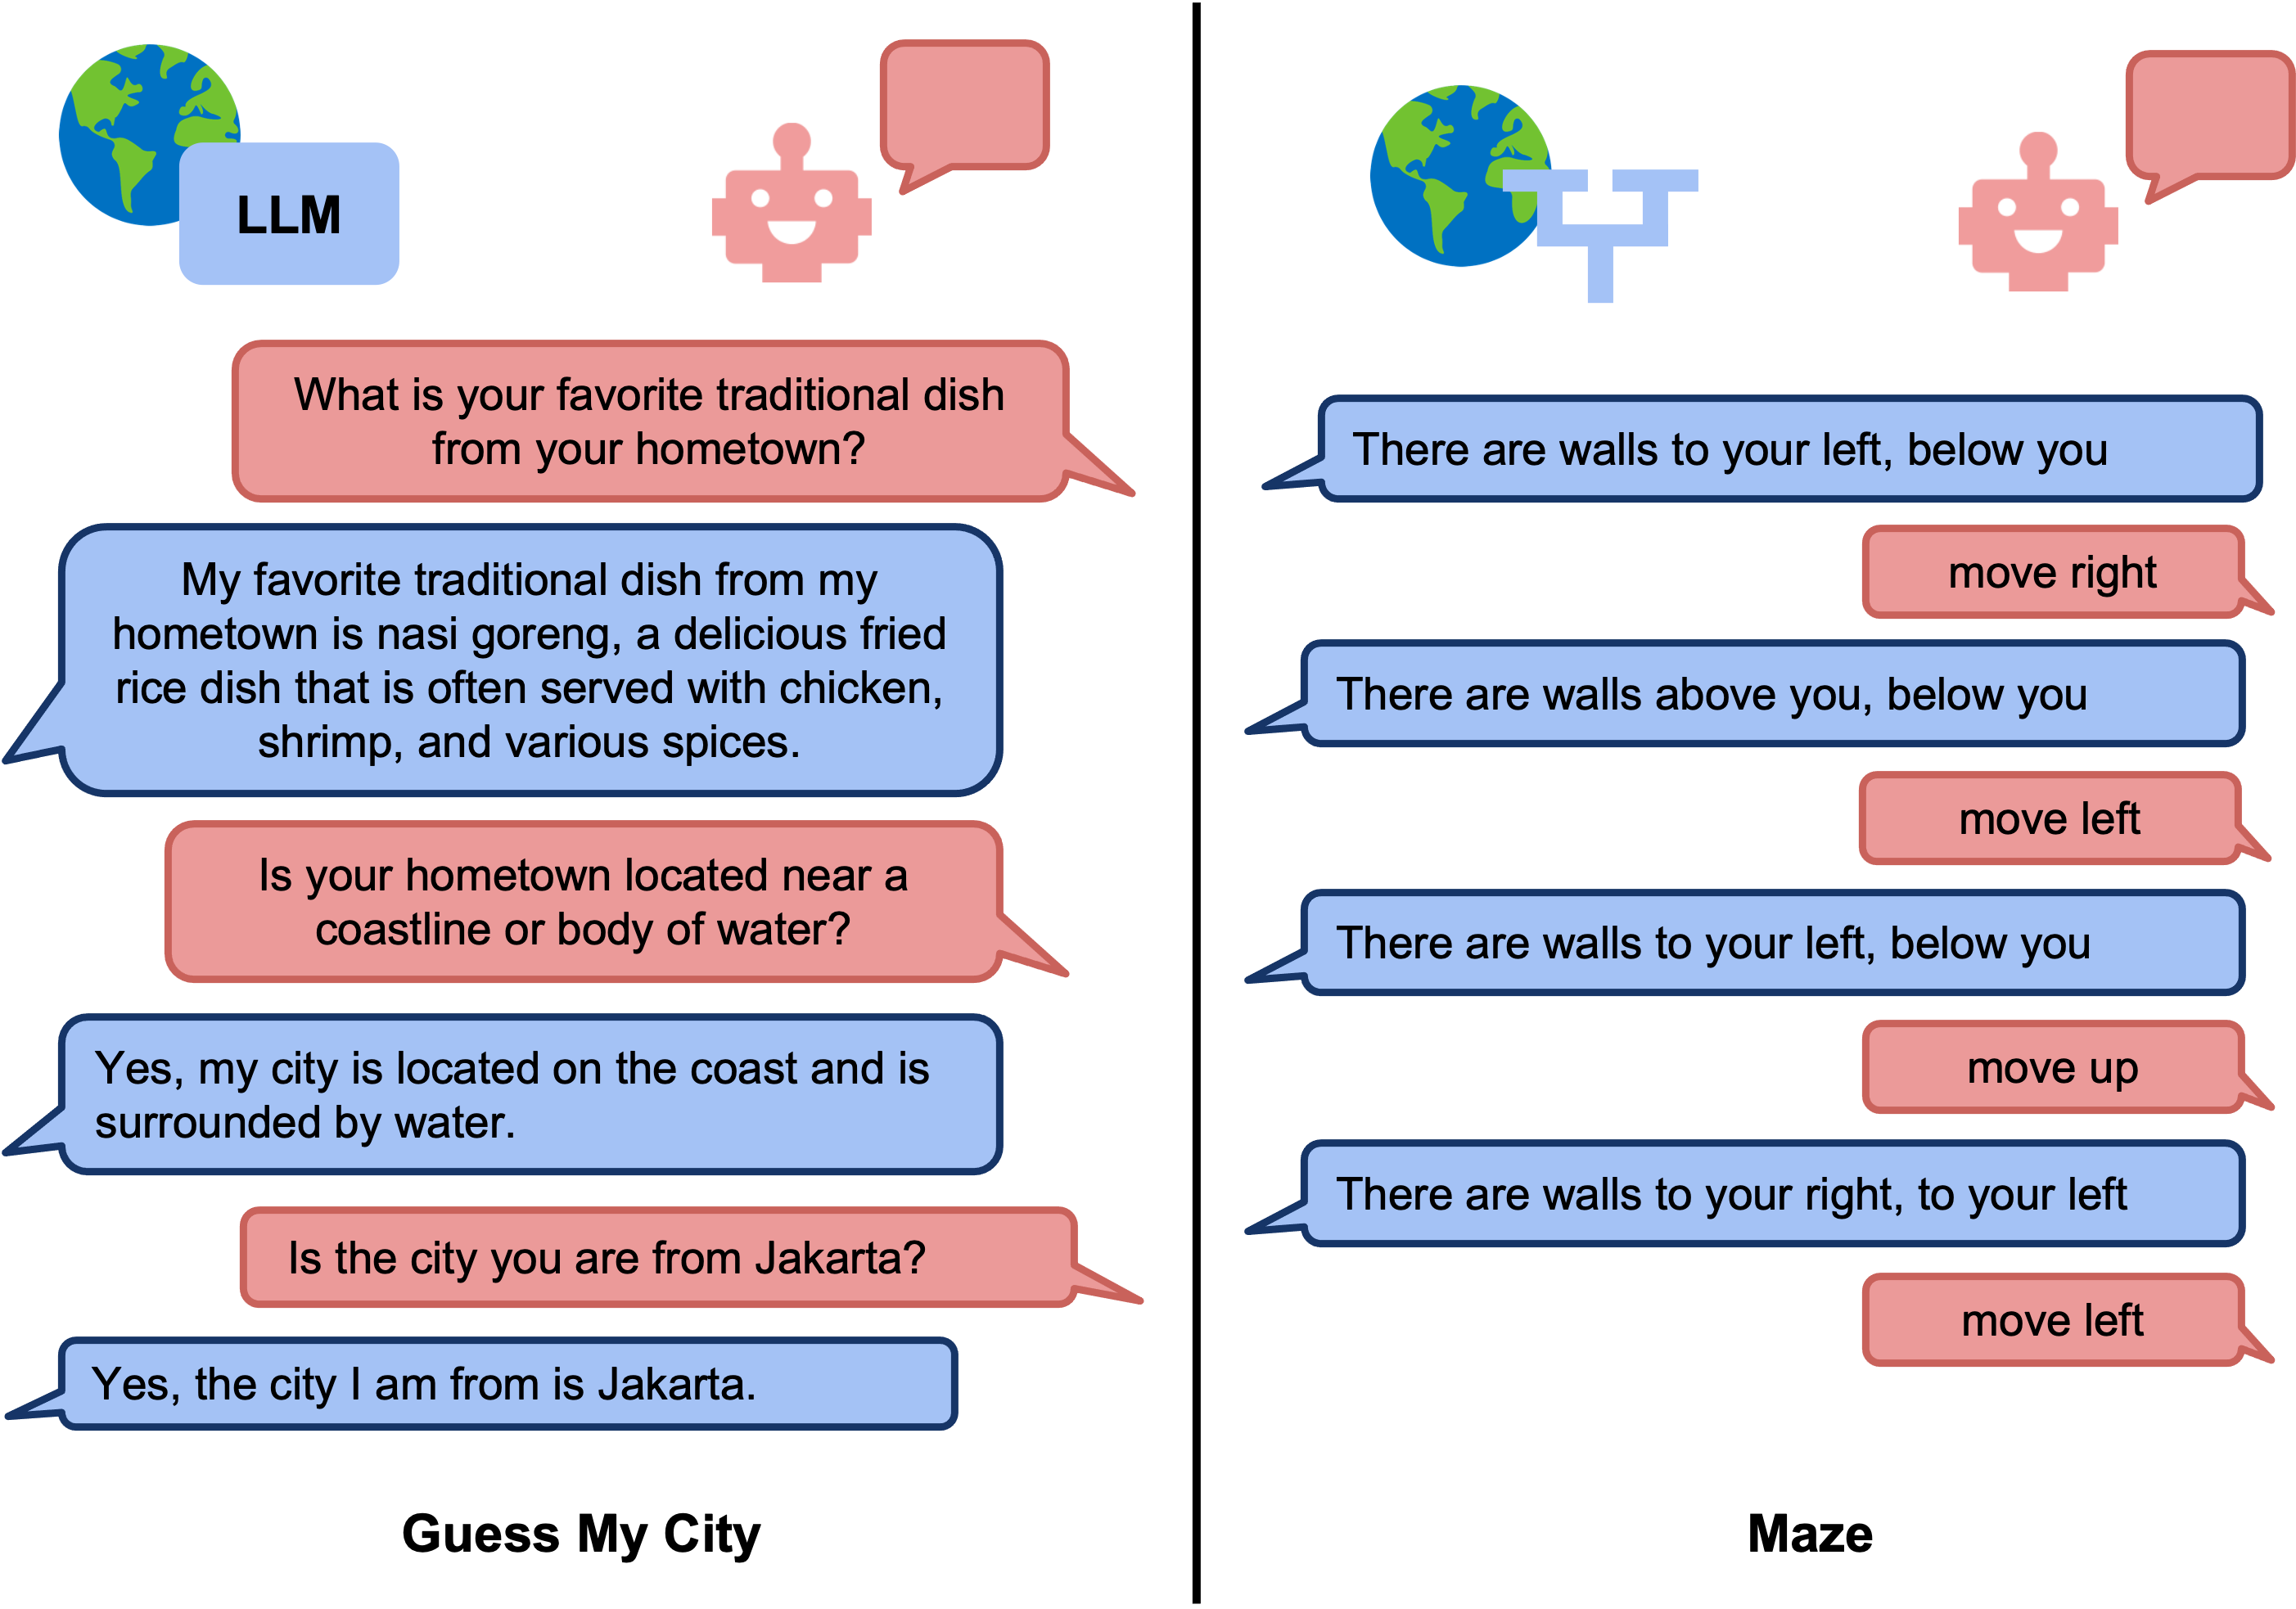 LLM
What is your favorite traditional dish
from your hometown?
My favorite traditional dish from my
hometown is nasi goreng, a delicious fried
rice dish that is often served with chicken,
shrimp, and various spices.
Is your hometown located near a
coastline or body of water?
Yes, my city is located on the coast and is
surrounded by water.
Is the city you are from Jakarta?
Yes, the city I am from is Jakarta.
Guess My City
There are walls to your left, below you
move right
There are walls above you, below you
move left
There are walls to your left, below you
move up
There are walls to your right, to your left
move left
Maze